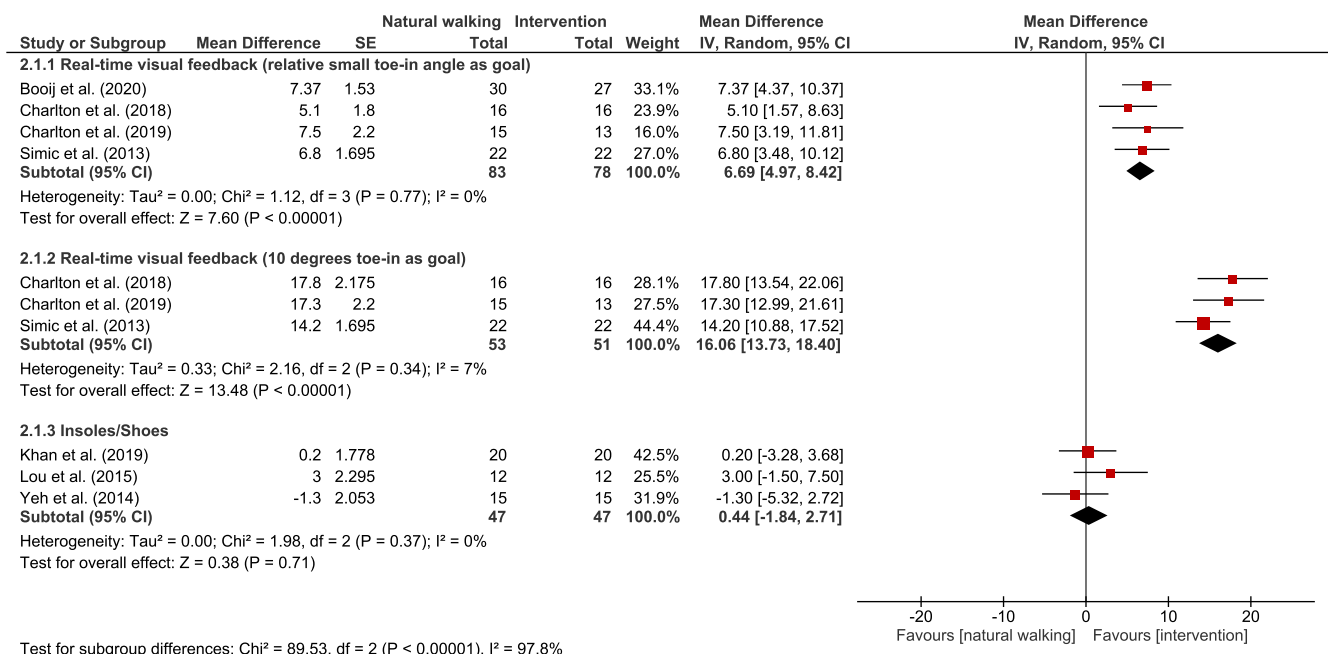 Natural walking Intervention Mean Difference Mean Difference
Study or Subgroup Mean Difference SE Total Total Weight IV, Random, 95% CI IV, Random, 95% CI
2.1.1 Real-time visual feedback (relative small toe-in angle as goal)
Booij et al. (2020) 7.37 1.53 30 27 33.1% 7.37 [4.37, 10.37]
Charlton et al. (2018) 5.1 1.8 16 16 23.9% 5.10 [1.57, 8.63]
Charlton et al. (2019) 7.5 2.2 15 13 16.0% 7.50 [3.19, 11.81]
Simic et al. (2013) 6.8 1.695 22 22 27.0% 6.80 [3.48, 10.12]
Subtotal (95% CI) 83 78 100.0% 6.69 [4.97, 8.42]
Heterogeneity: Tau² = 0.00; Chi² = 1.12, df = 3 (P = 0.77); I² = 0%
Test for overall effect: Z = 7.60 (P < 0.00001)
2.1.2 Real-time visual feedback (10 degrees toe-in as goal)
Charlton et al. (2018) 17.8 2.175 16 16 28.1% 17.80 [13.54, 22.06]
Charlton et al. (2019) 17.3 2.2 15 13 27.5% 17.30 [12.99, 21.61]
Simic et al. (2013) 14.2 1.695 22 22 44.4% 14.20 [10.88, 17.52]
Subtotal (95% CI) 53 51 100.0% 16.06 [13.73, 18.40]
Heterogeneity: Tau² = 0.33; Chi² = 2.16, df = 2 (P = 0.34); I² = 7%
Test for overall effect: Z = 13.48 (P < 0.00001)
2.1.3 Insoles/Shoes
Khan et al. (2019) 0.2 1.778 20 20 42.5% 0.20 [-3.28, 3.68]
Lou et al. (2015) 3 2.295 12 12 25.5% 3.00 [-1.50, 7.50]
Yeh et al. (2014) -1.3 2.053 15 15 31.9% -1.30 [-5.32, 2.72]
Subtotal (95% CI) 47 47 100.0% 0.44 [-1.84, 2.71]
Heterogeneity: Tau² = 0.00; Chi² = 1.98, df = 2 (P = 0.37); I² = 0%
Test for overall effect: Z = 0.38 (P = 0.71)
-20 -10 0 10 20
Favours [natural walking] Favours [intervention]
Test for subgroup differences: Chi² = 89.53, df = 2 (P < 0.00001), I² = 97.8%